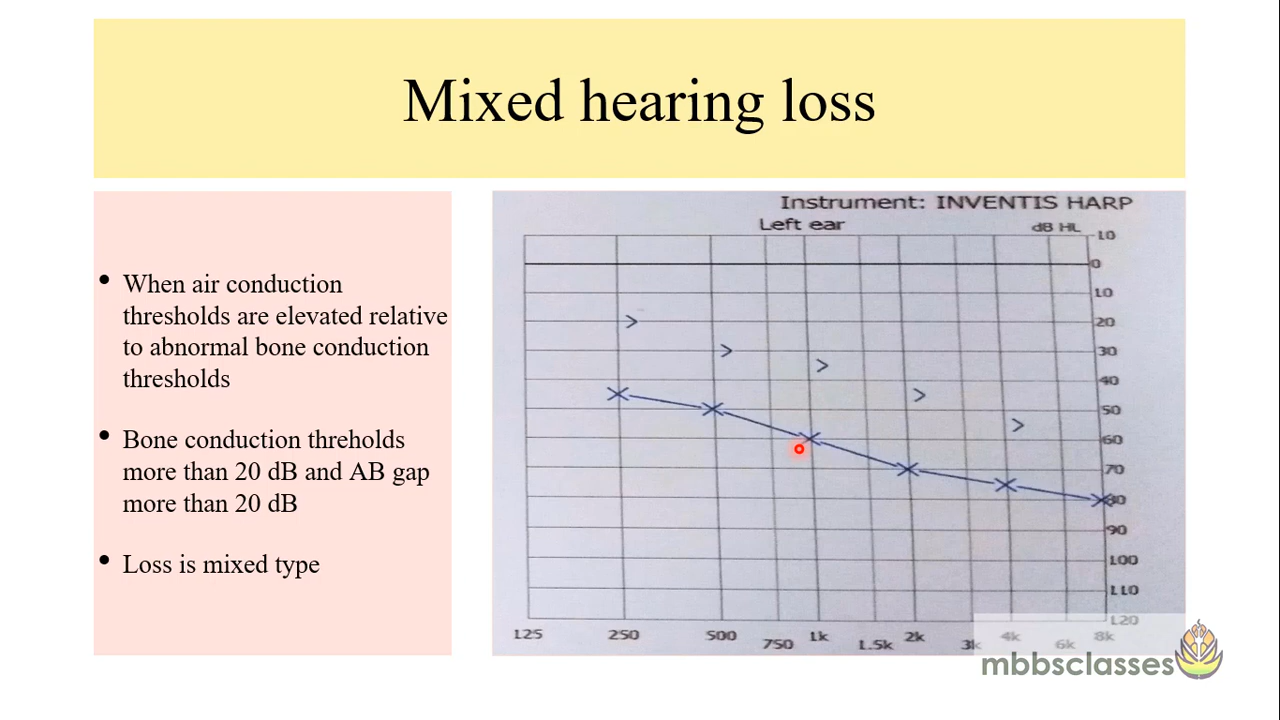 Mixed hearing loss
• When air conduction
thresholds are elevated relative
to abnormal bone conduction
thresholds
• Bone conduction threholds
more than 20 dB and AB gap
more than 20 dB
• Loss is mixed type
Instrument: INVENTIS HARP
Left ear dB HL
10
0
10
20
30
40
50
60
70
80
90
100
110
120
125 250 500 750 1k 1.5k 2k 3k 4k 6k 8k
mbbsclasses